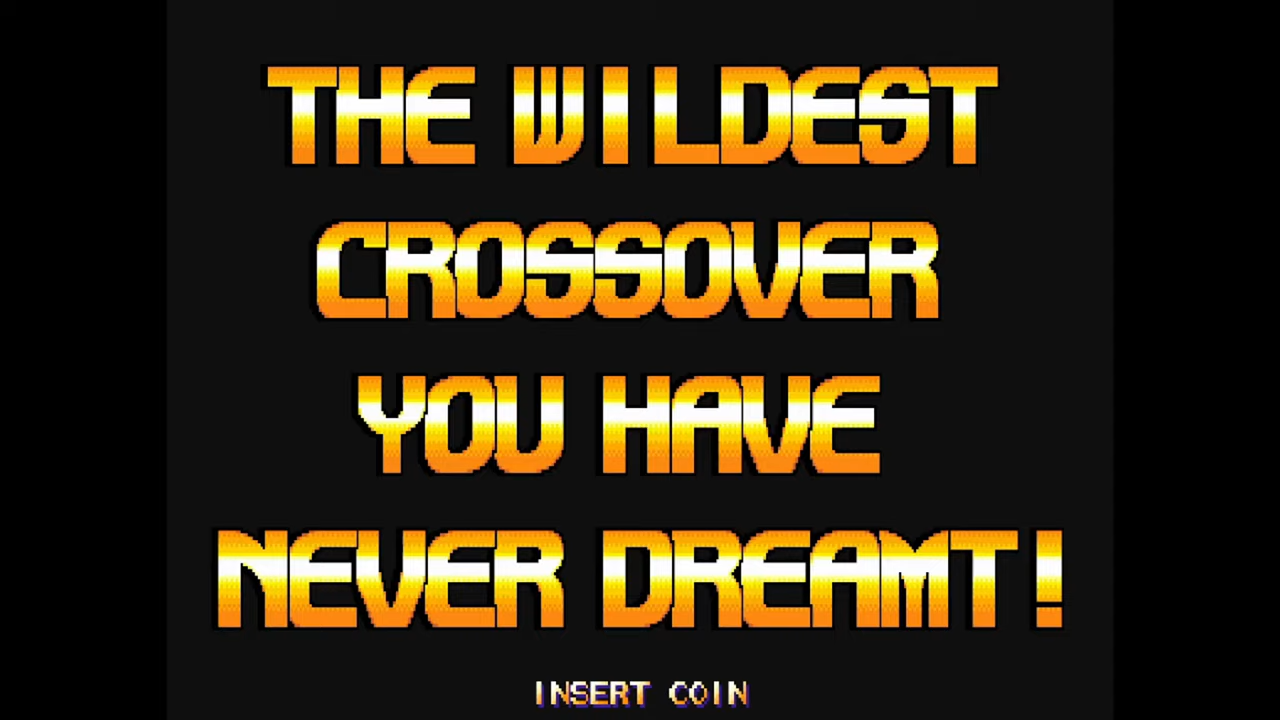 THE WILDEST
CROSSOVER
YOU HAVE
NEVER DREAMT!
INSERT COIN